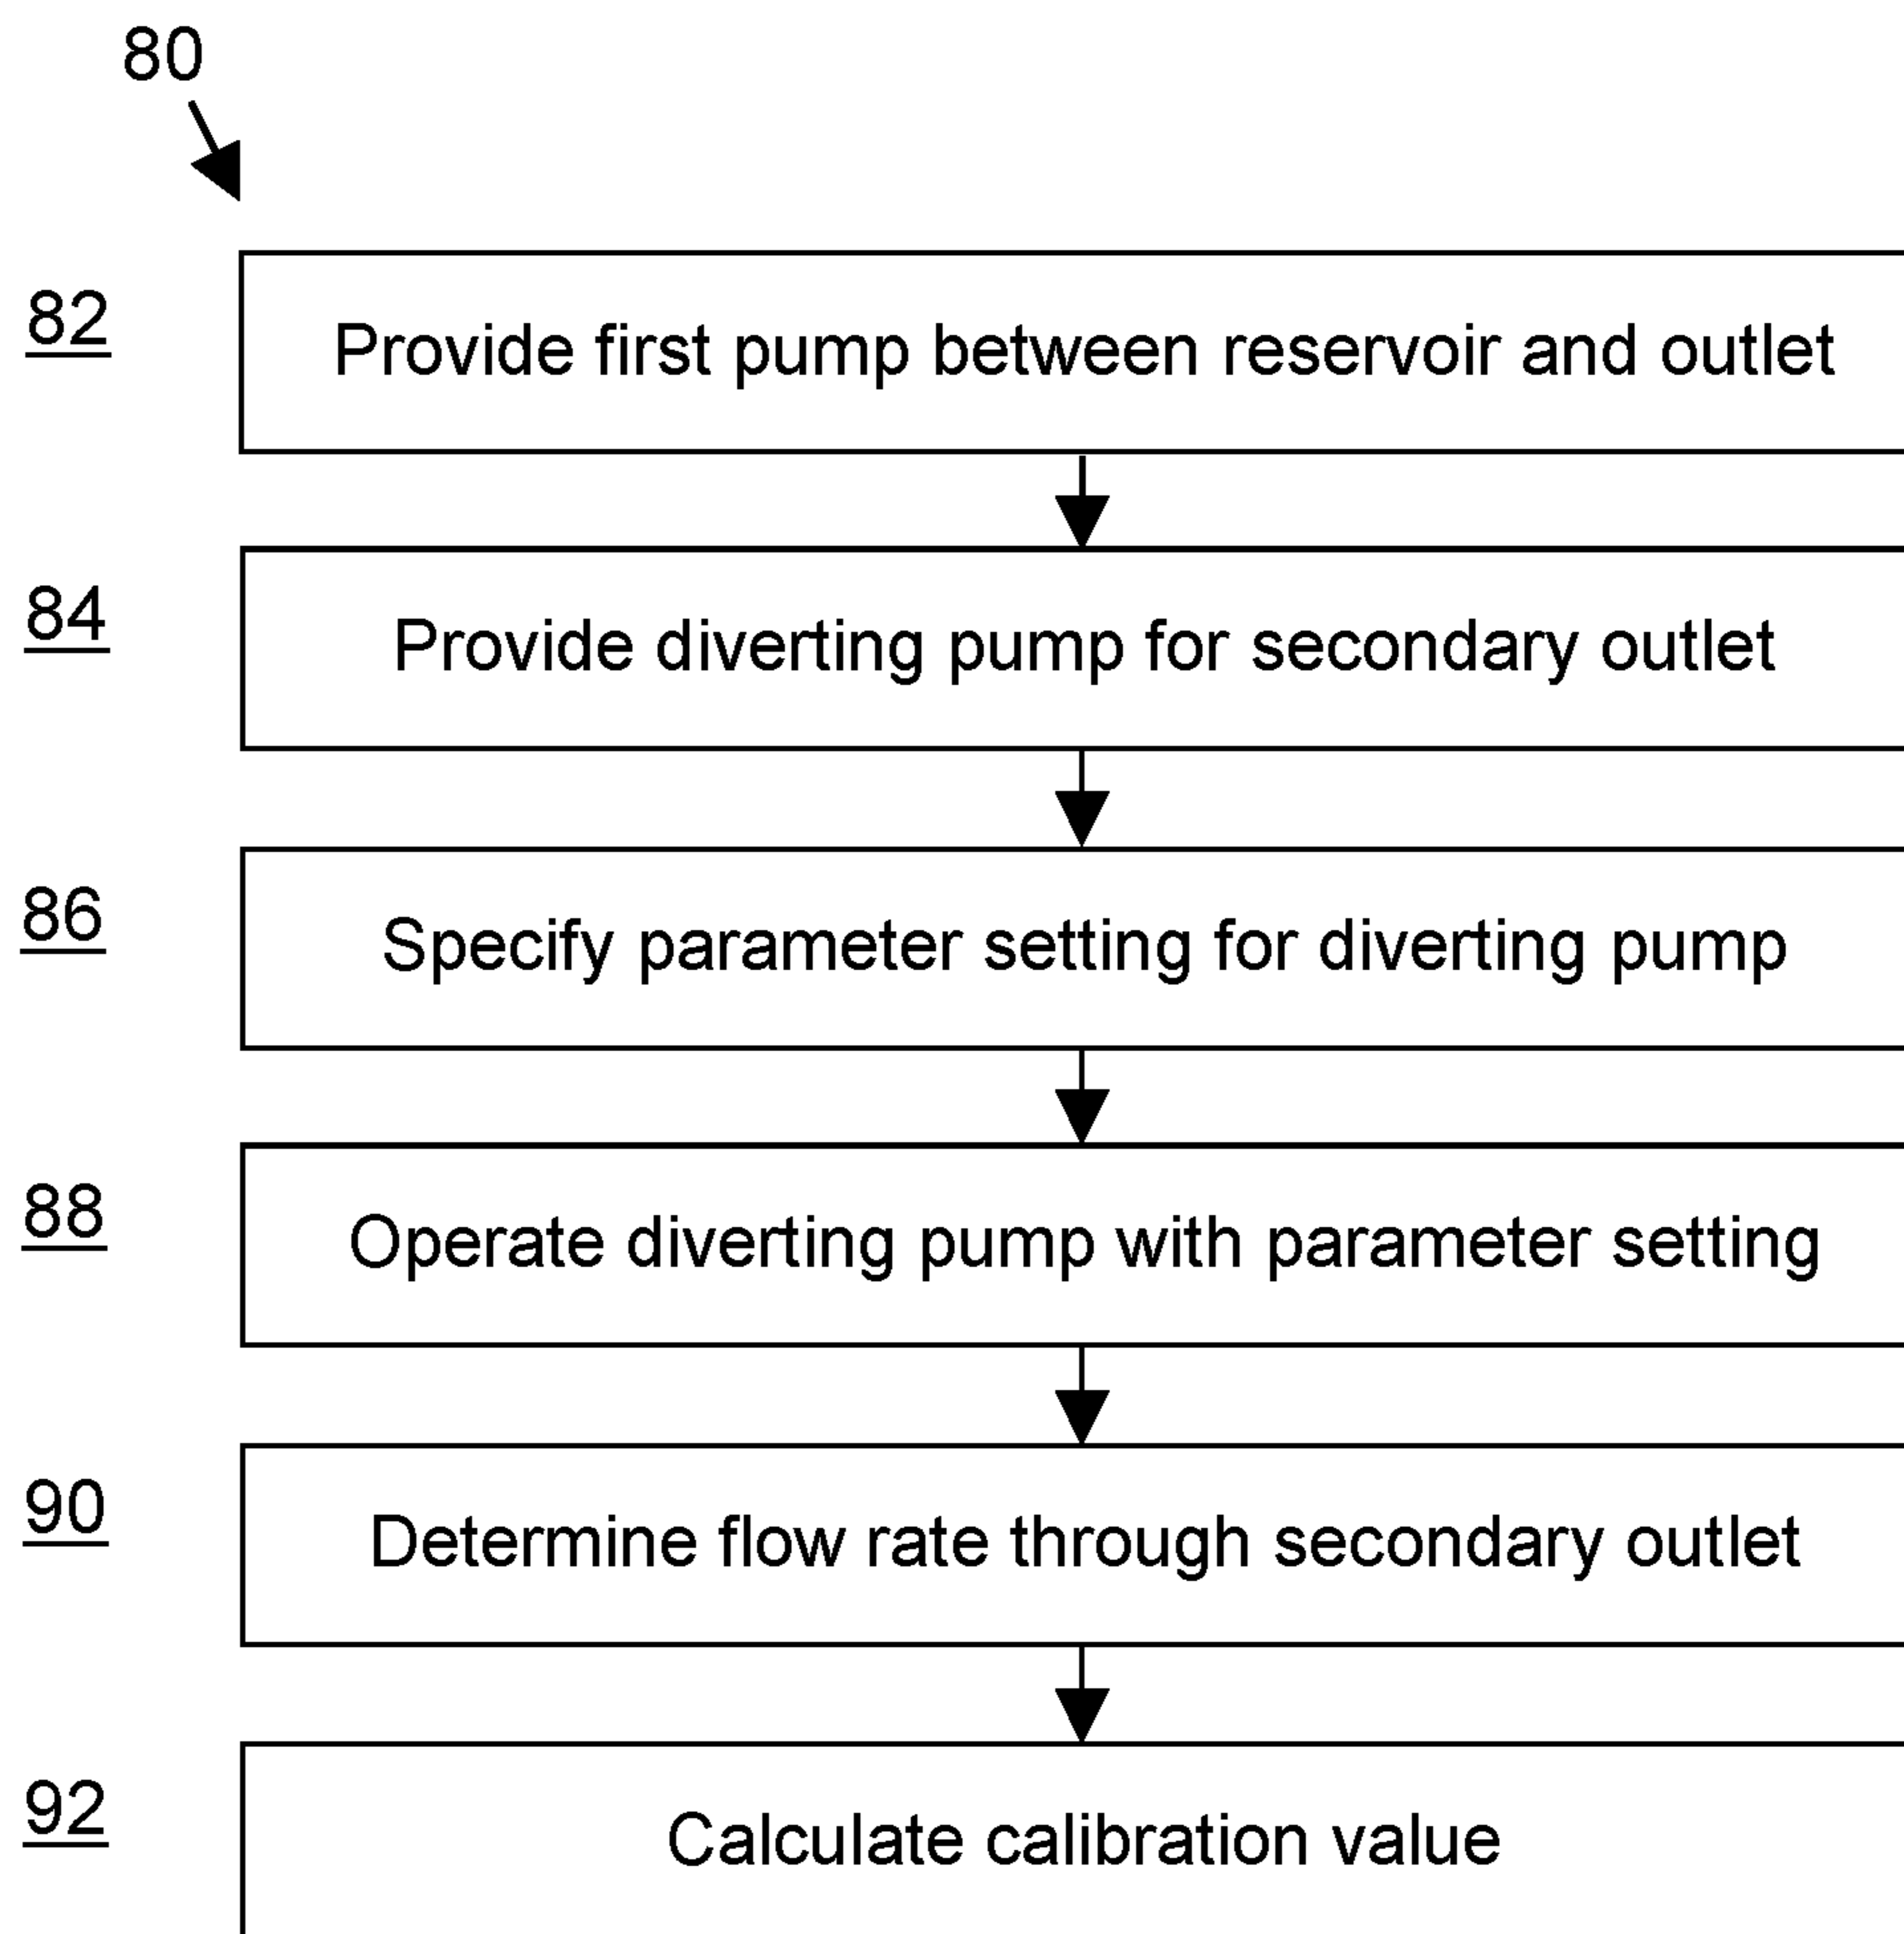 80
82
Provide first pump between reservoir and outlet
84
Provide diverting pump for secondary outlet
86
Specify parameter setting for diverting pump
88
Operate diverting pump with parameter setting
90
Determine flow rate through secondary outlet
92
Calculate calibration value